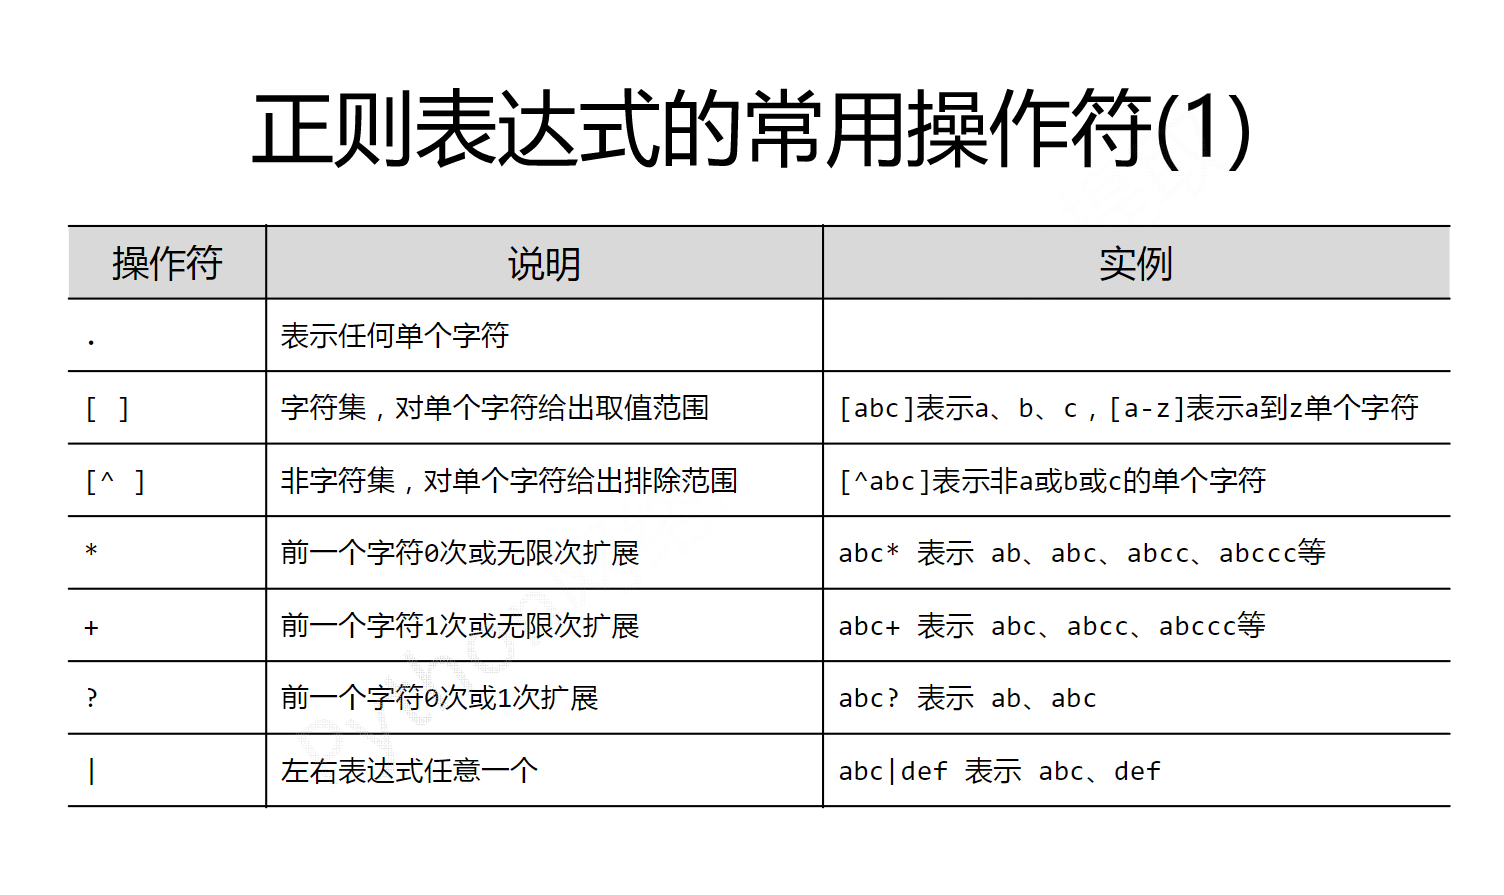 正则表达式的常用操作符(1)
操作符 说明 实例
. 表示任何单个字符
[ ] 字符集，对单个字符给出取值范围 [abc]表示a、b、c，[a-z]表示a到z单个字符
[^ ] 非字符集，对单个字符给出排除范围 [^abc]表示非a或b或c的单个字符
* 前一个字符0次或无限次扩展 abc* 表示 ab、abc、abcc、abccc等
+ 前一个字符1次或无限次扩展 abc+ 表示 abc、abcc、abccc等
? 前一个字符0次或1次扩展 abc? 表示 ab、abc
| 左右表达式任意一个 abc|def 表示 abc、def